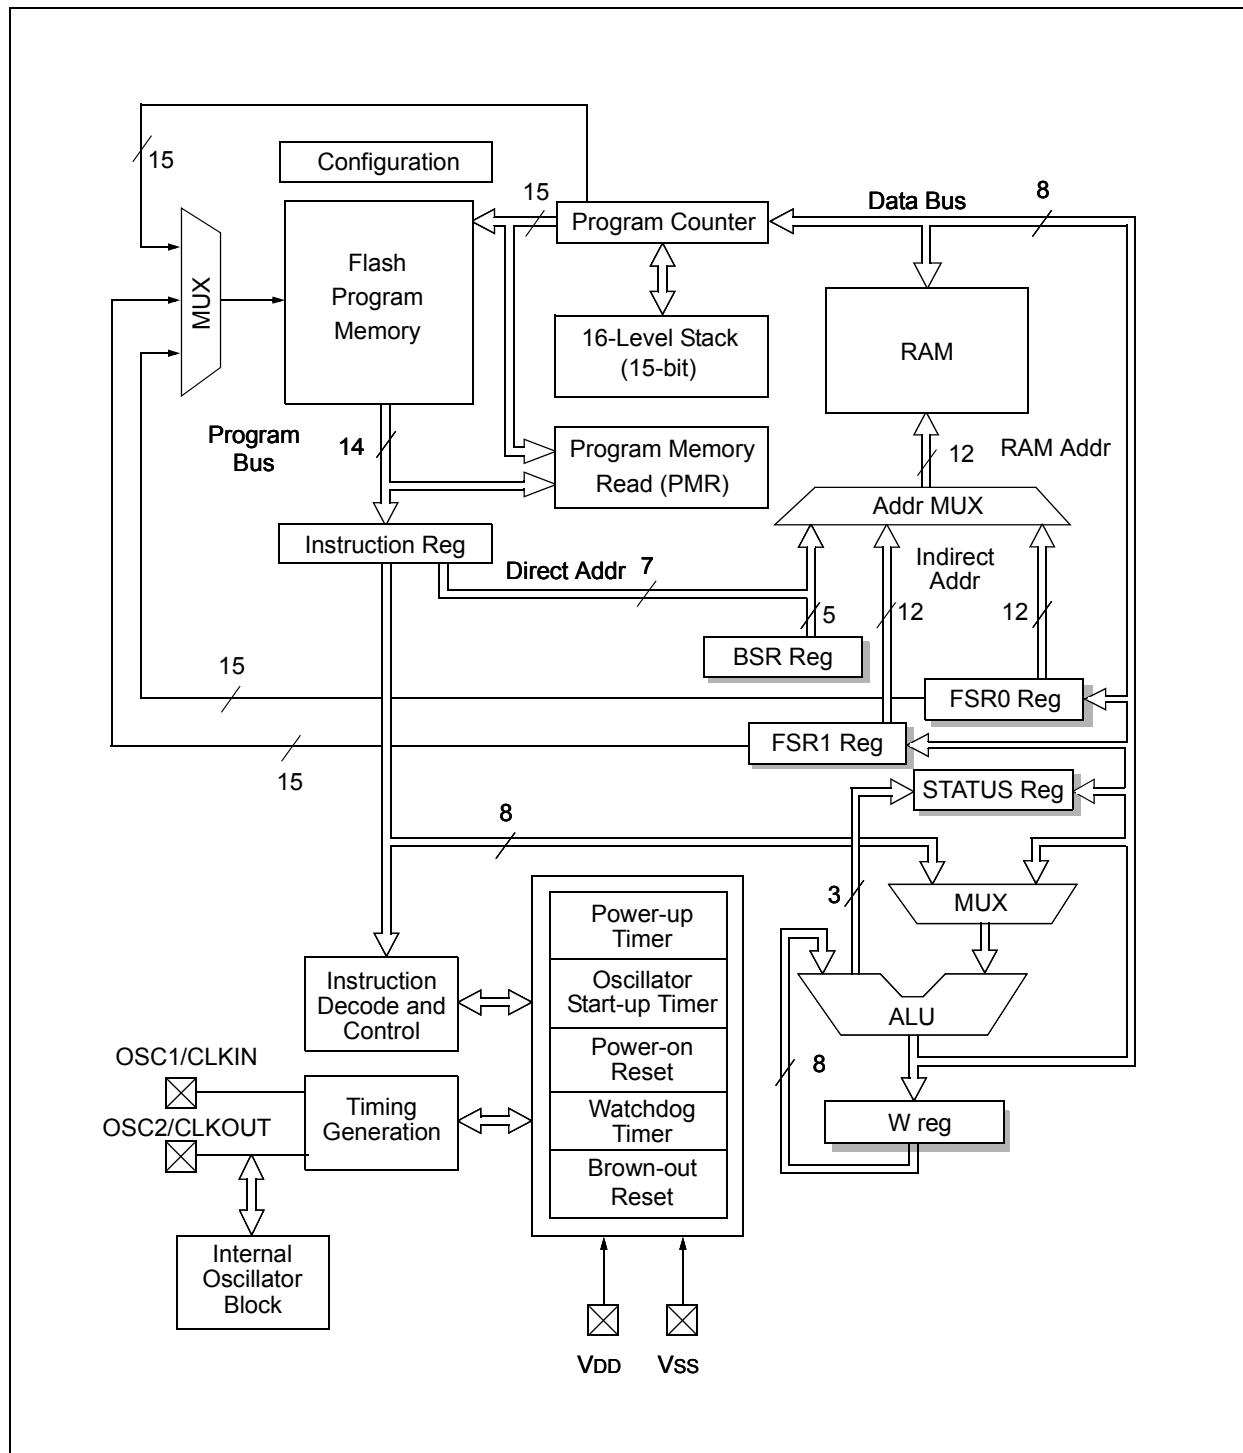 15
Configuration
15
Program Counter
Data Bus
8
Flash
Program
Memory
MUX
16-Level Stack
(15-bit)
RAM
Program
Bus
14
Program Memory
Read (PMR)
12
RAM Addr
Addr MUX
Instruction Reg
Direct Addr
7
Indirect
Addr
5
12
12
BSR Reg
15
FSR0 Reg
FSR1 Reg
15
STATUS Reg
8
3
MUX
Power-up
Timer
Instruction
Decode and
Control
Oscillator
Start-up Timer
ALU
OSC1/CLKIN
Power-on
Reset
8
Timing
Generation
OSC2/CLKOUT
Watchdog
Timer
W reg
Brown-out
Reset
Internal
Oscillator
Block
VDD
VSS